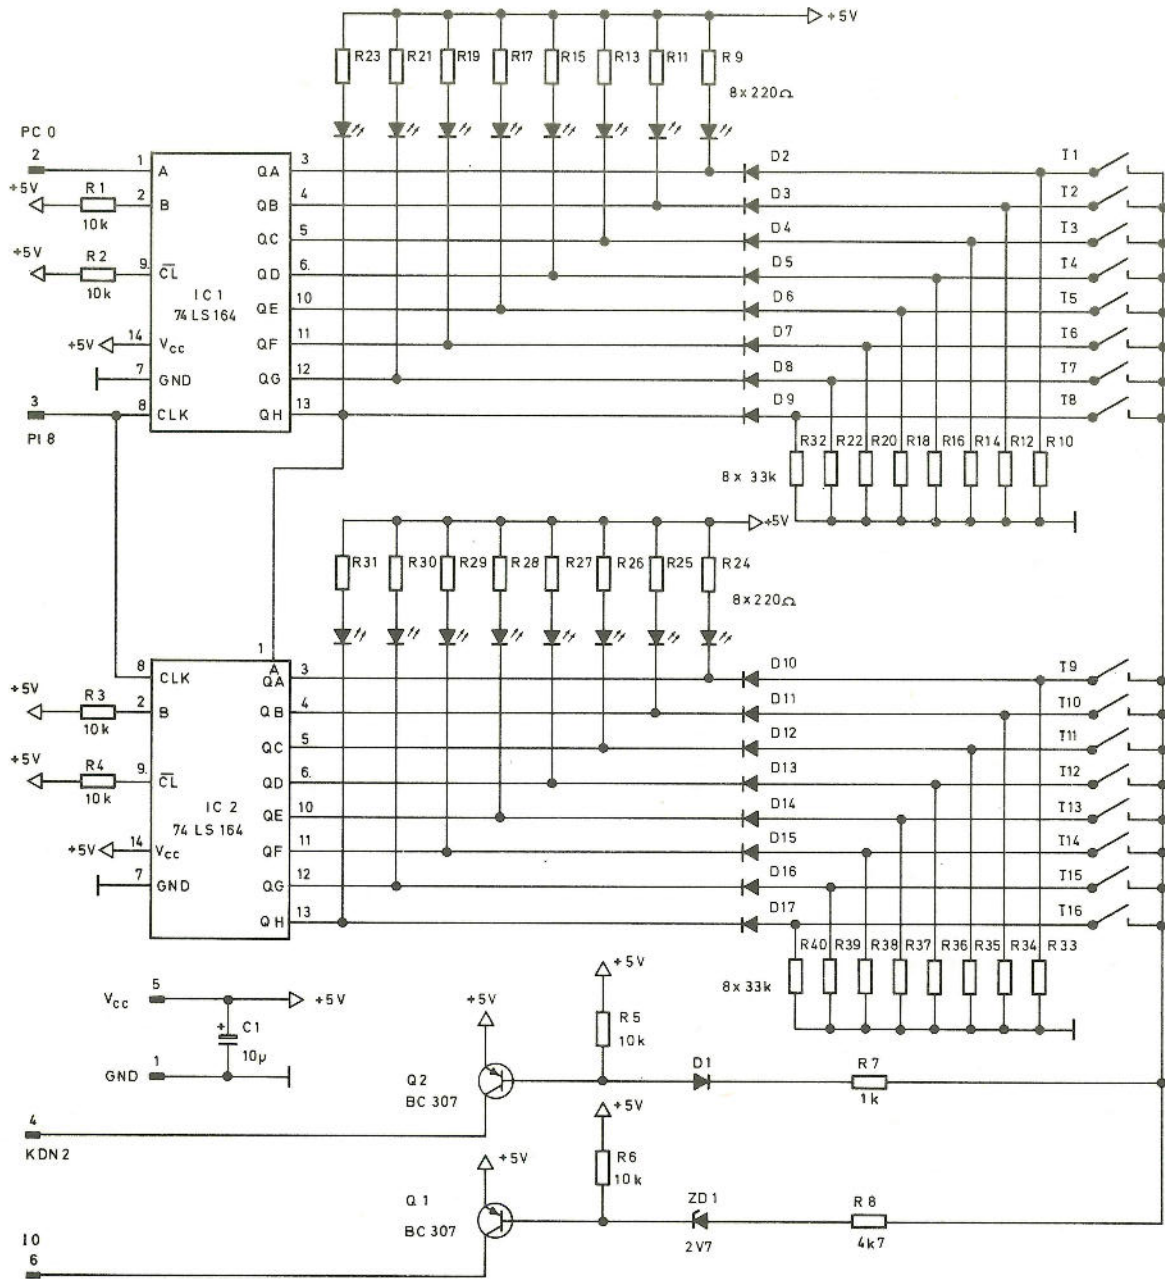 +5V
R23 R21 R19 R17 R15 R13 R11 R9
8x220Ω
PC 0
2
1 A QA 3
+5V R1 2 B QB 4
10k
QC 5
+5V R2 9. C̅L̅ QD 6.
10k
IC1
74 LS 164
QE 10
+5V 14 VCC QF 11
7 GND QG 12
3 8 CLK QH 13
PI 8
D2 T1
D3 T2
D4 T3
D5 T4
D6 T5
D7 T6
D8 T7
D9 T8
R32 R22 R20 R18 R16 R14 R12 R10
8 x 33k
+5V
R31 R30 R29 R28 R27 R26 R25 R24
8x220Ω
1
A
8 CLK QA 3
+5V R3 2 B QB 4
10k
QC 5
+5V R4 9. C̅L̅ QD 6.
10k
IC 2
74 LS 164
QE 10
+5V 14 VCC QF 11
7 GND QG 12
QH 13
D10 T9
D11 T10
D12 T11
D13 T12
D14 T13
D15 T14
D16 T15
D17 T16
R40 R39 R38 R37 R36 R35 R34 R33
8x 33k
VCC 5 +5V
+ C1
10µ
GND 1
+5V
+5V
R5
10k
Q2
BC 307
D1
R7
1k
4
KDN2
+5V
+5V
R6
10k
Q1
BC 307
ZD1
2V7
R8
4k7
IO
6